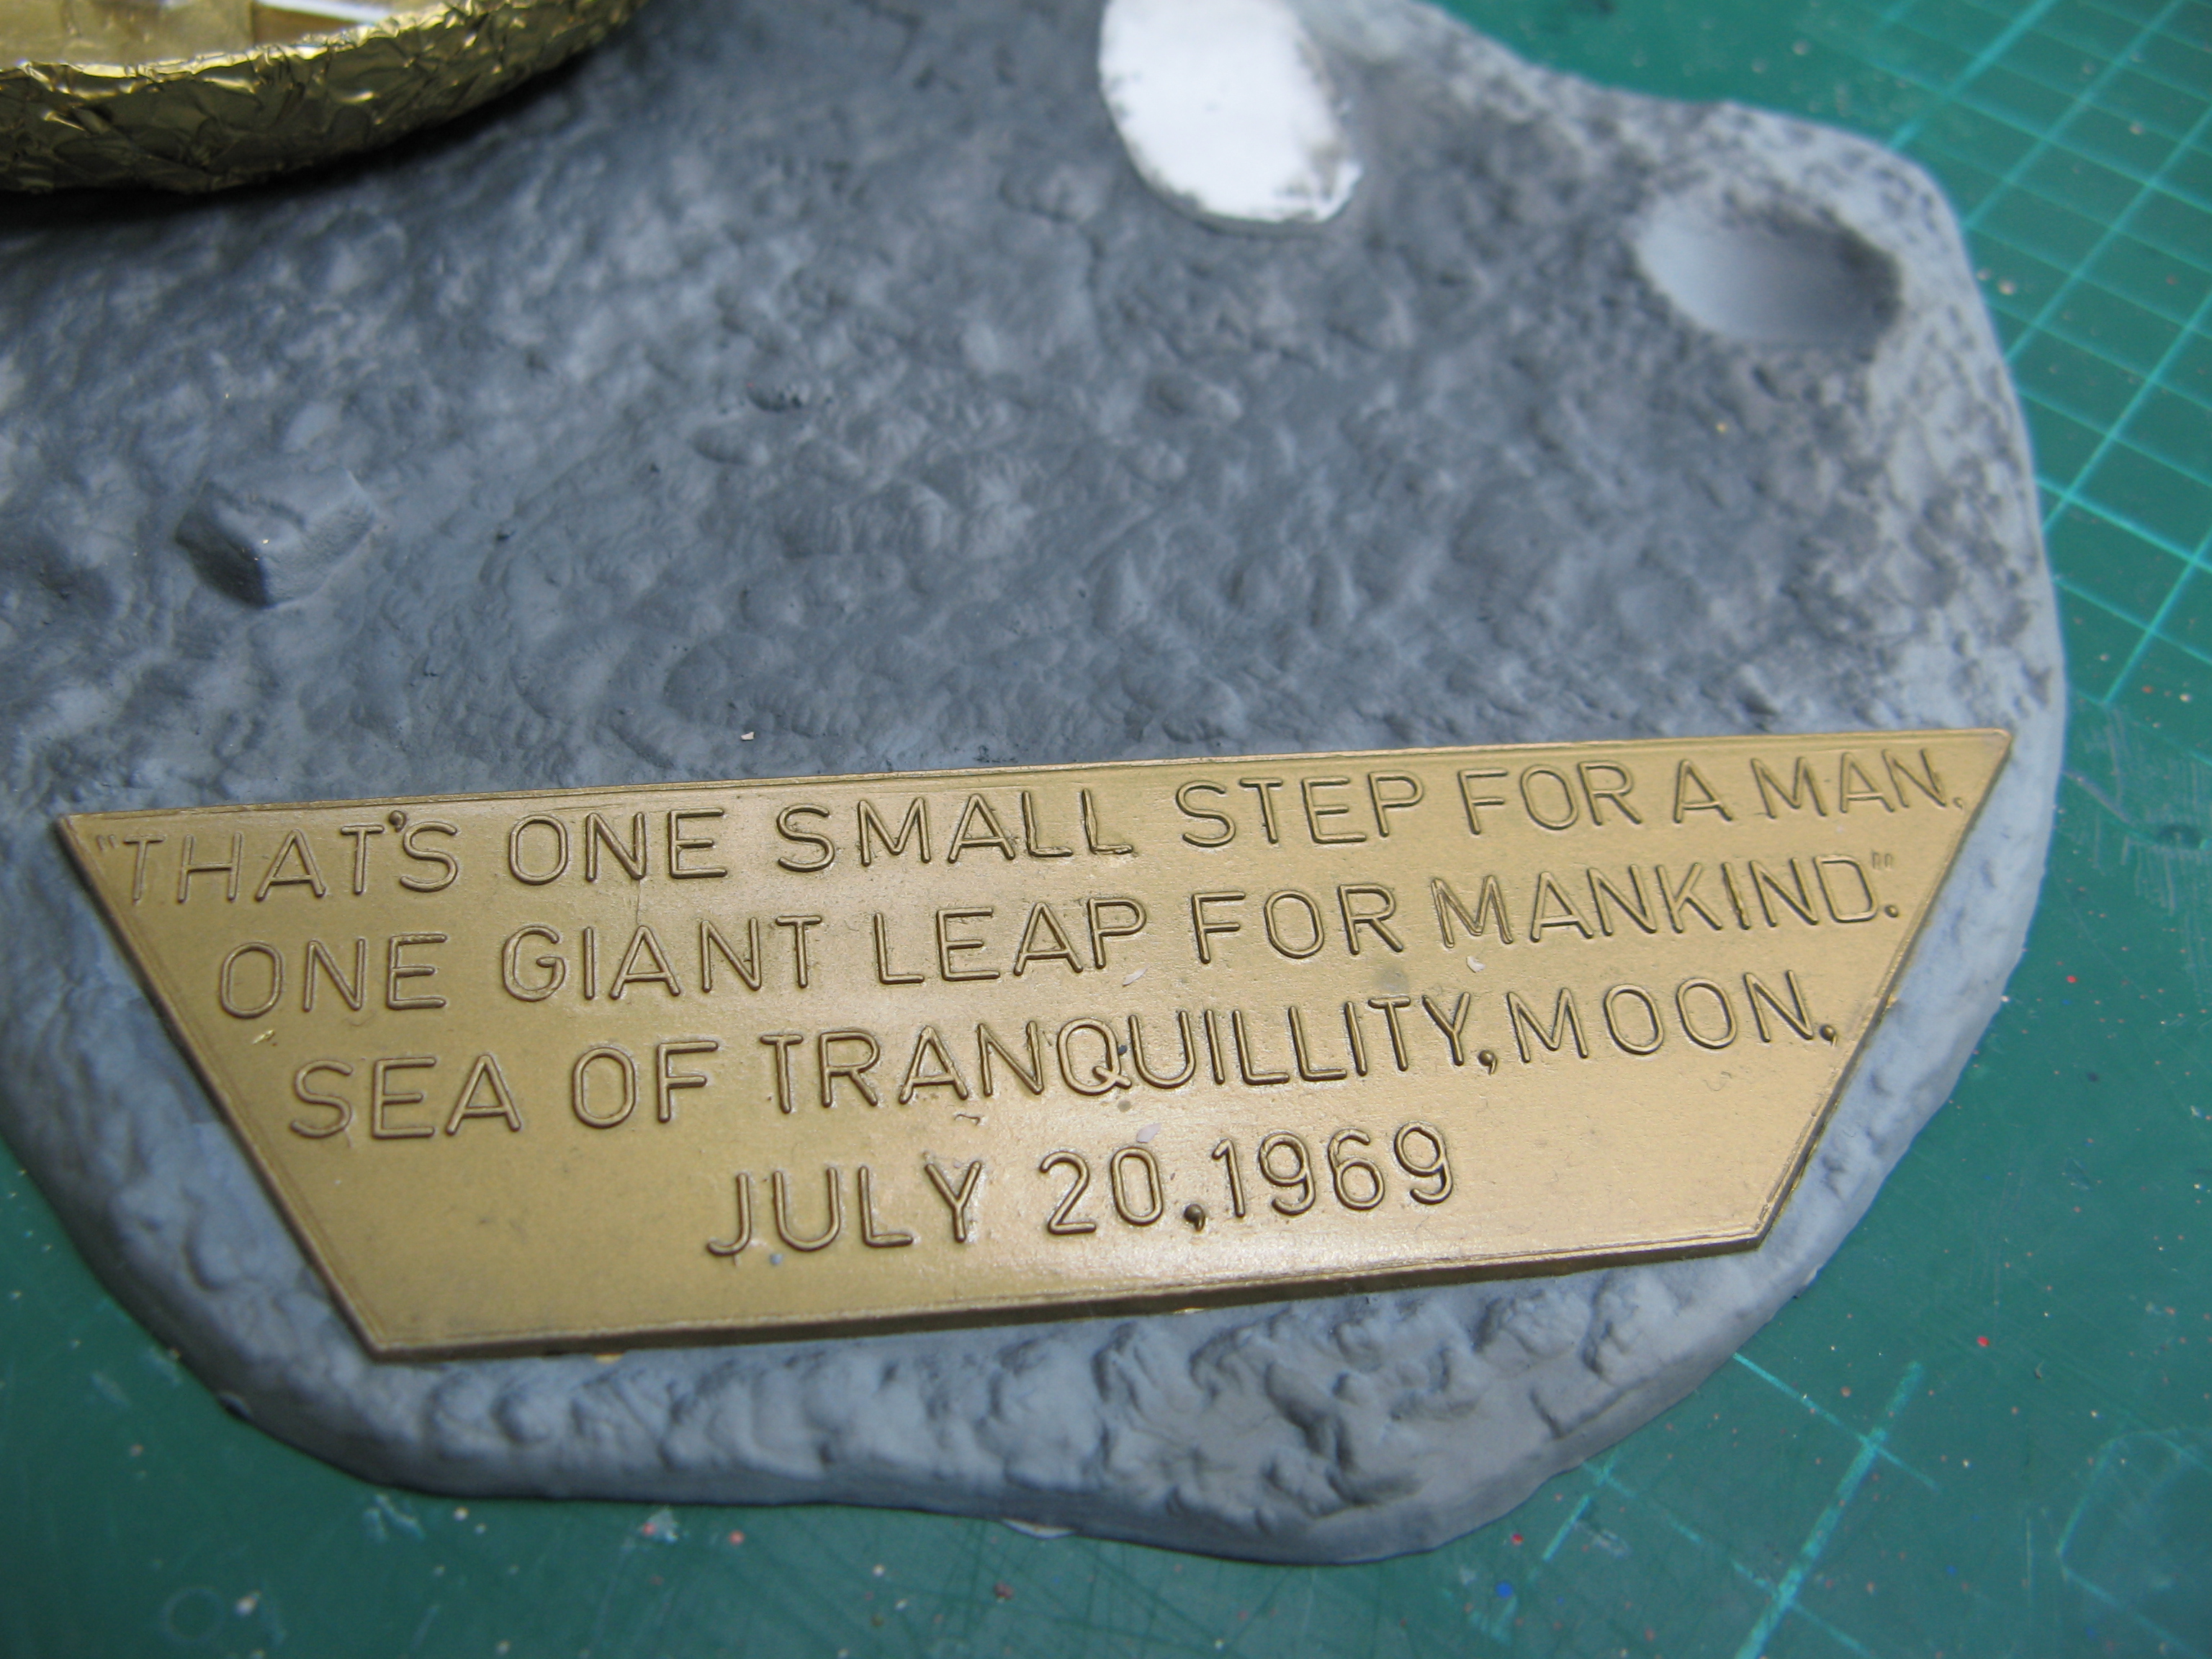 "THAT'S ONE SMALL STEP FOR A MAN,
ONE GIANT LEAP FOR MANKIND."
SEA OF TRANQUILLITY, MOON,
JULY 20, 1969